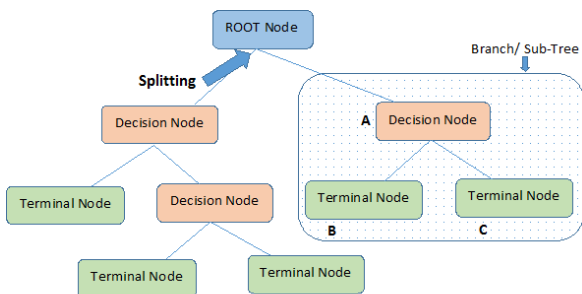 ROOT Node
Branch/ Sub-Tree
Splitting
Decision Node
A
Decision Node
Terminal Node
Decision Node
Terminal Node
Terminal Node
B
C
Terminal Node
Terminal Node